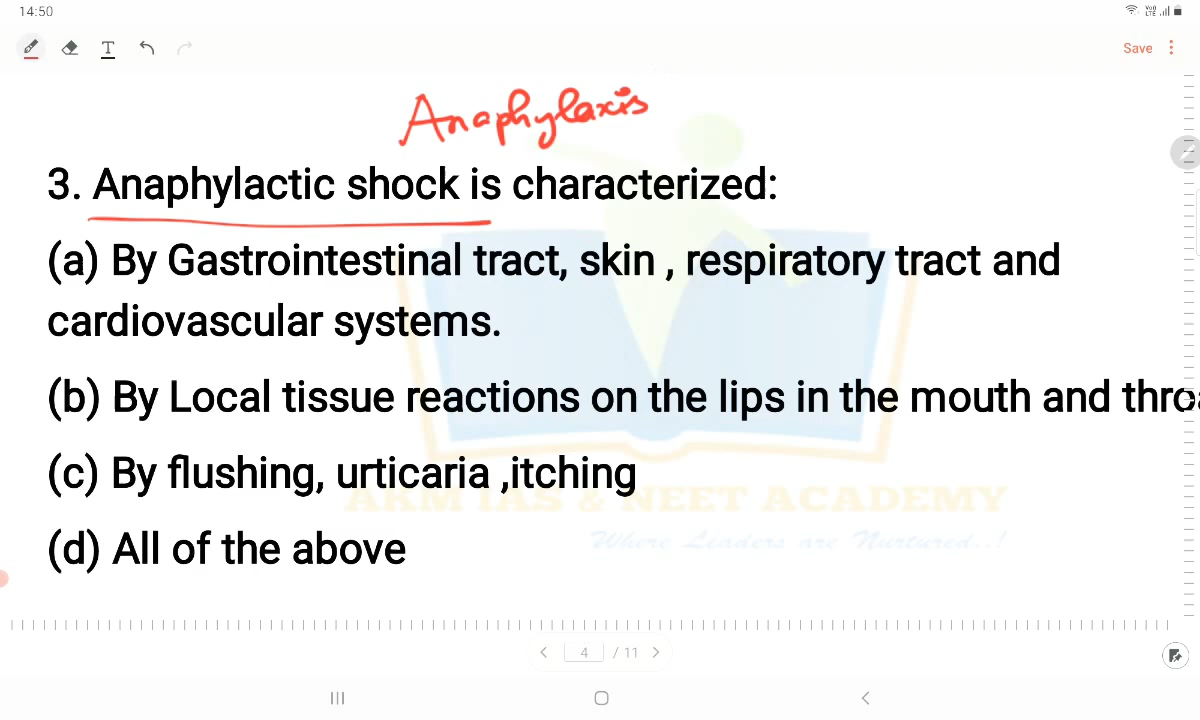 14:50
Save
Anaphylaxis
3. Anaphylactic shock is characterized:
(a) By Gastrointestinal tract, skin , respiratory tract and
cardiovascular systems.
(b) By Local tissue reactions on the lips in the mouth and
(c) By flushing, urticaria ,itching
AKM IAS & NEET ACADEMY
Where Leaders are Nurtured..!
(d) All of the above
4 / 11